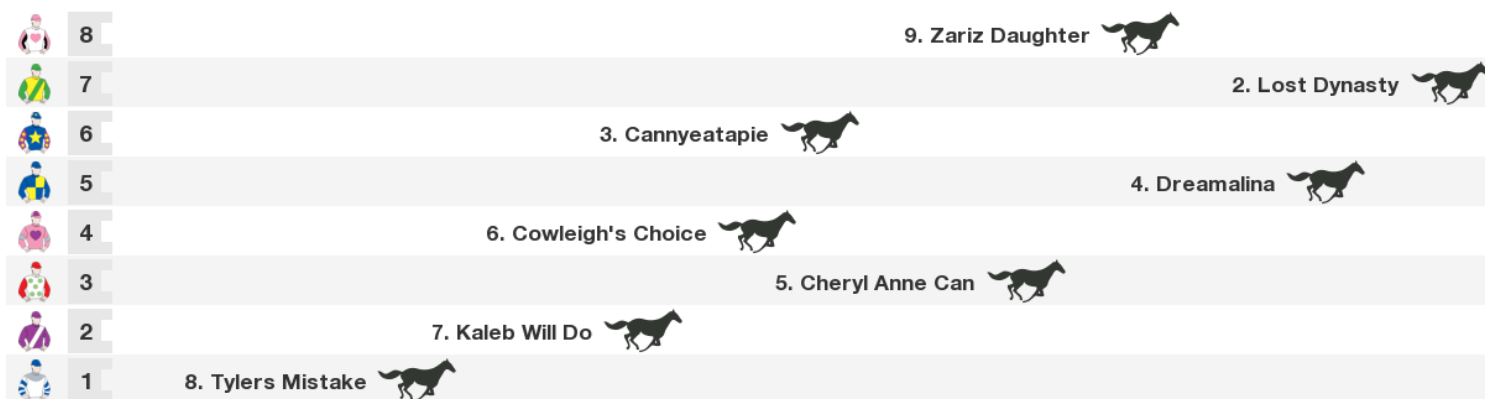 8 9. Zariz Daughter
7 2. Lost Dynasty
6 3. Cannyeatapie
5 4. Dreamalina
4 6. Cowleigh's Choice
3 5. Cheryl Anne Can
2 7. Kaleb Will Do
1 8. Tylers Mistake